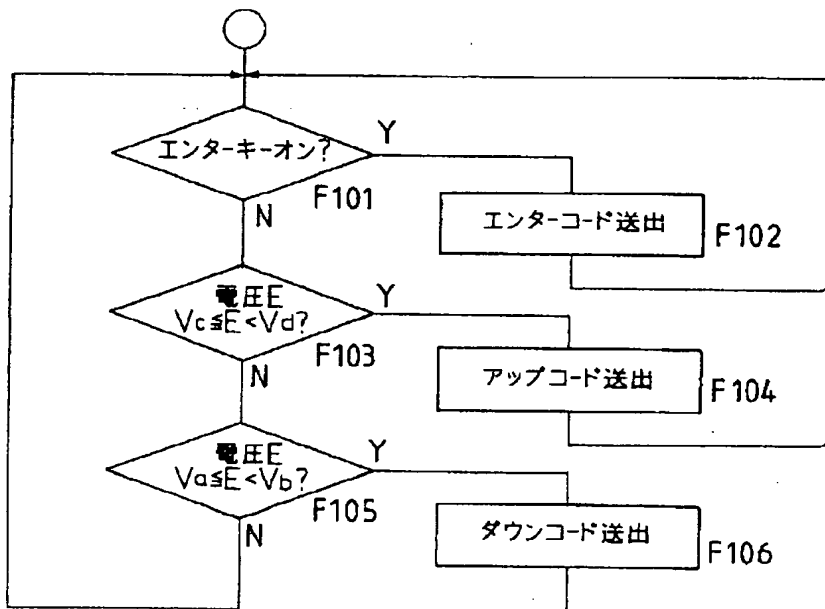 エンターキーオン?
Y
F101
N
エンターコード送出
F102
電圧E
Vc≦E<Vd?
Y
F103
N
アップコード送出
F104
電圧E
Va≦E<Vb?
Y
F105
N
ダウンコード送出
F106